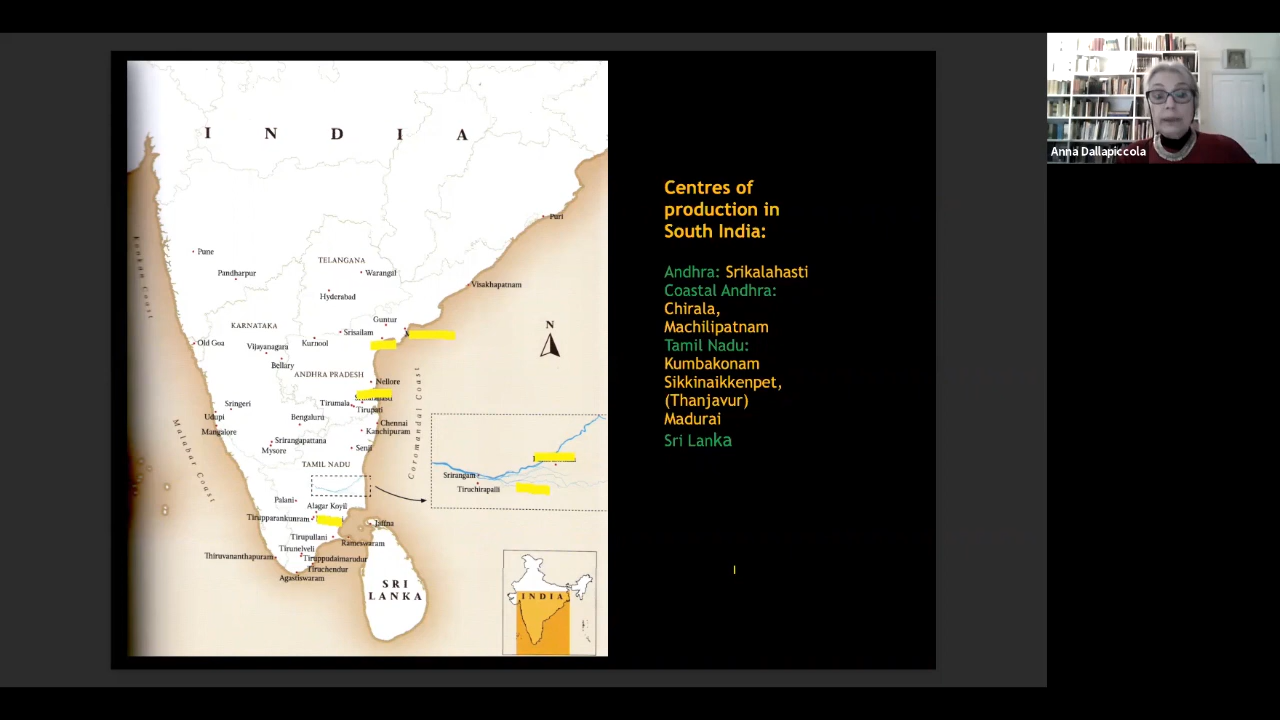 I N D I A
Puri
Pune
Pandharpur
TELANGANA
Warangal
Hyderabad
Visakhapatnam
Konkan Coast
KARNATAKA
Guntur
Srisailam
Old Goa
Vijayanagara
Kurnool
Bellary
ANDHRA PRADESH
Nellore
N
Coromandal Coast
Sringeri
Tirumala
Tirupati
Udupi
Bengaluru
Chennai
Mangalore
Kanchipuram
Srirangapattana
Mysore
Senji
Malabar Coast
TAMIL NADU
Srirangam
Tiruchirapalli
Palani
Alagar Koyil
Tirupparankunram
Jaffna
Tirupullani
Rameswaram
Tirunelveli
Thiruvananthapuram
Tiruppudaimarudur
Tiruchendur
Agastiswaram
SRI
LANKA
INDIA
Centres of
production in
South India:
Andhra: Srikalahasti
Coastal Andhra:
Chirala,
Machilipatnam
Tamil Nadu:
Kumbakonam
Sikkinaikkenpet,
(Thanjavur)
Madurai
Sri Lanka
Anna Dallapiccola